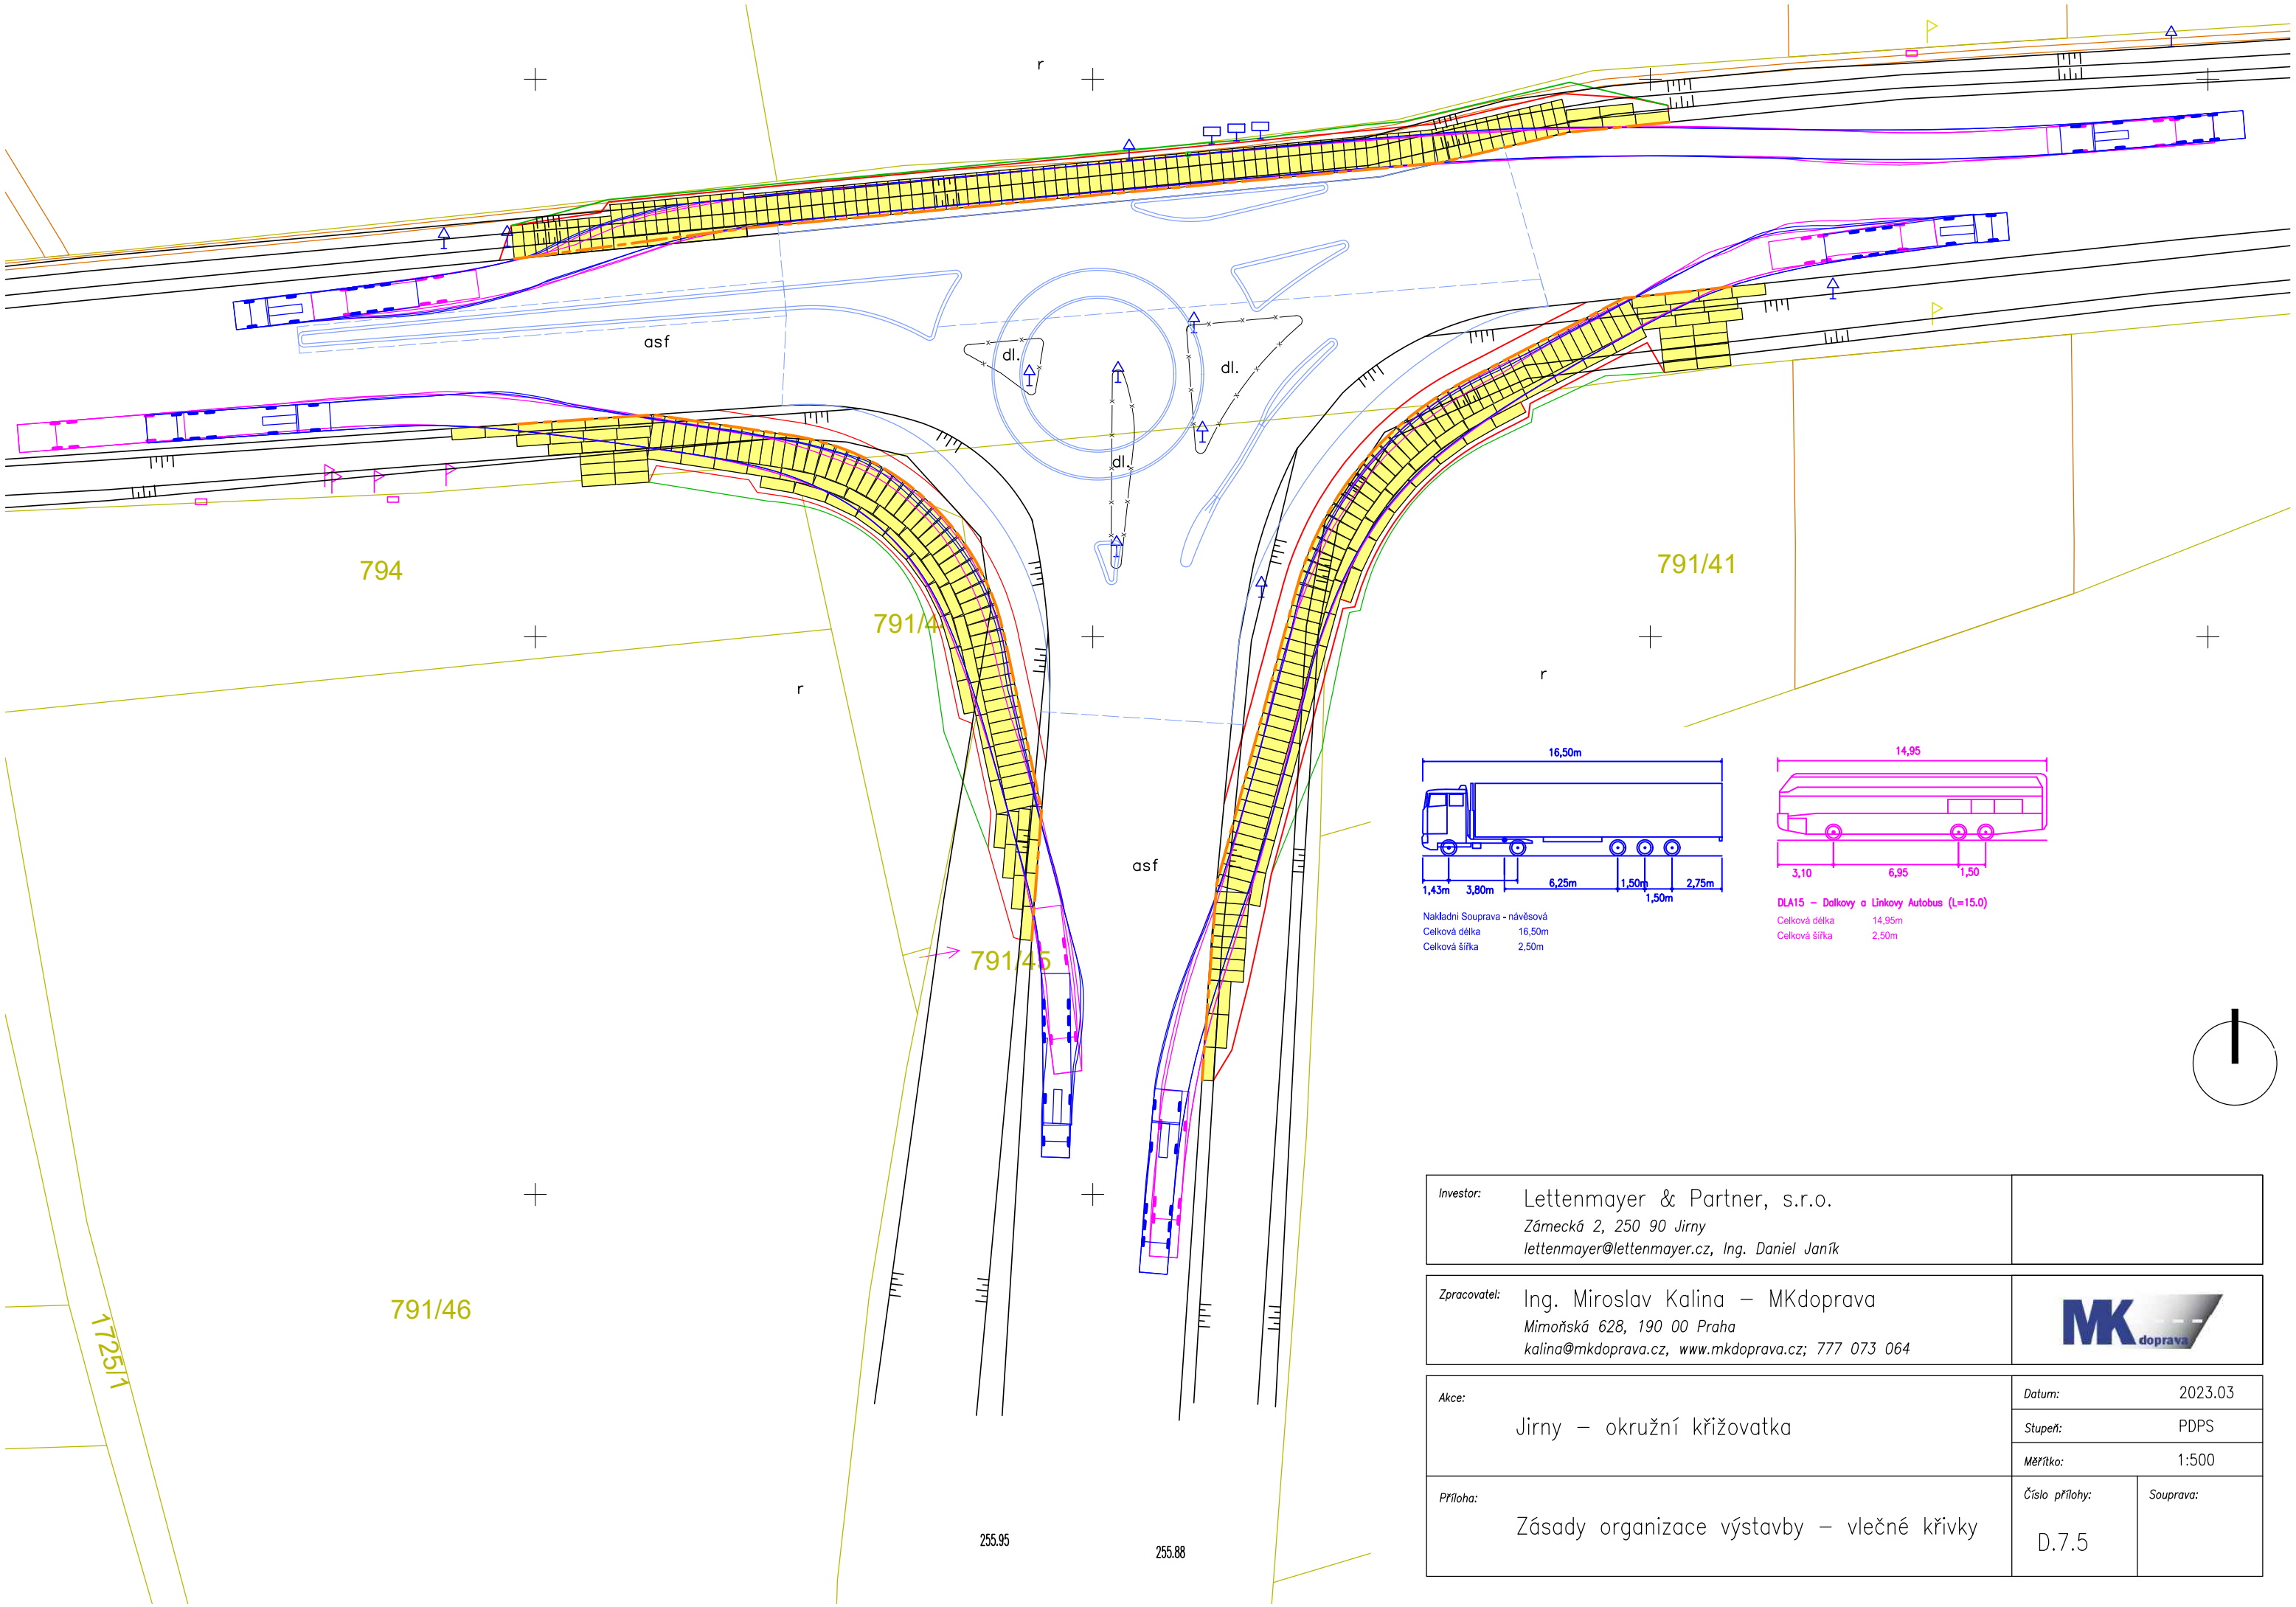 r
asf
dl.
dl.
dl.
794
791/41
791/4
r
r
16,50m
14,95
1,43m
3,80m
6,25m
1,50m
1,50m
2,75m
3,10
6,95
1,50
Nakladni Souprava - návěsová
Celková délka 16,50m
Celková šířka 2,50m
DLA15 - Dalkovy a Linkovy Autobus (L=15.0)
Celková délka 14,95m
Celková šířka 2,50m
asf
791/45
791/46
1725/1
255.95
255.88
Investor: Lettenmayer & Partner, s.r.o.
Zámecká 2, 250 90 Jirny
lettenmayer@lettenmayer.cz, Ing. Daniel Janík
Zpracovatel: Ing. Miroslav Kalina – MKdoprava
Mimoňská 628, 190 00 Praha
kalina@mkdoprava.cz, www.mkdoprava.cz; 777 073 064
MK doprava
Akce:
Jirny – okružní křižovatka
Datum: 2023.03
Stupeň: PDPS
Měřítko: 1:500
Příloha:
Zásady organizace výstavby – vlečné křivky
Číslo přílohy:
D.7.5
Souprava: